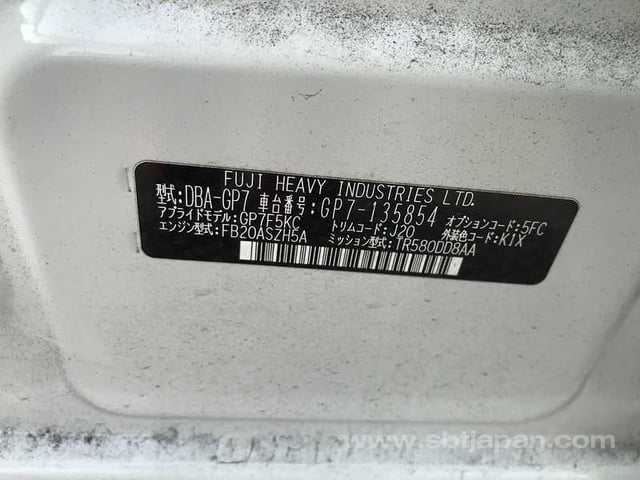 FUJI HEAVY INDUSTRIES LTD.
型式:DBA-GP7 車台番号:GP7-135854 オプションコード:5FC
アプライドモデル:GP7E5KC トリムコード:J20 外装色コード:K1X
エンジン型式:FB20ASZH5A ミッション型式:TR580DD8AA
www.sbtjapan.com